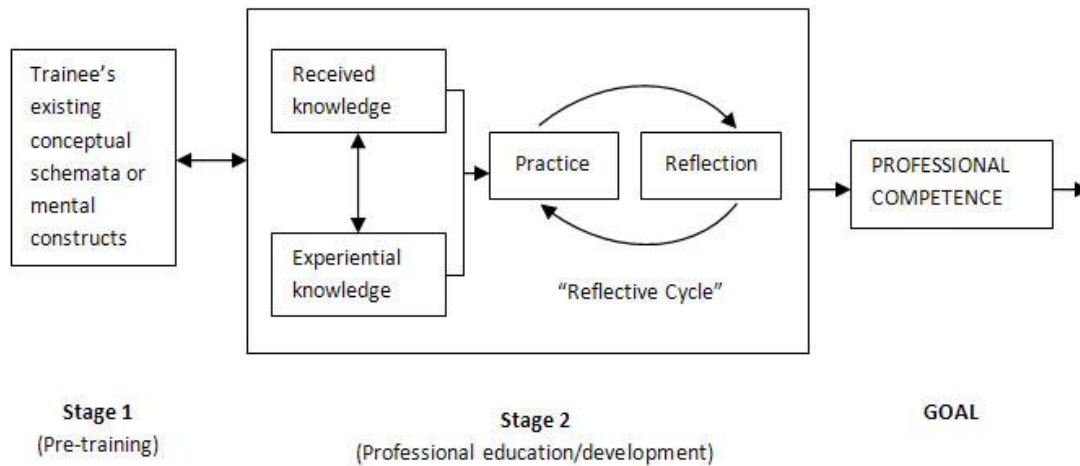 Trainee’s
existing
conceptual
schemata or
mental
constructs
Received
knowledge
Experiential
knowledge
Practice
Reflection
“Reflective Cycle”
PROFESSIONAL
COMPETENCE
Stage 1
(Pre-training)
Stage 2
(Professional education/development)
GOAL